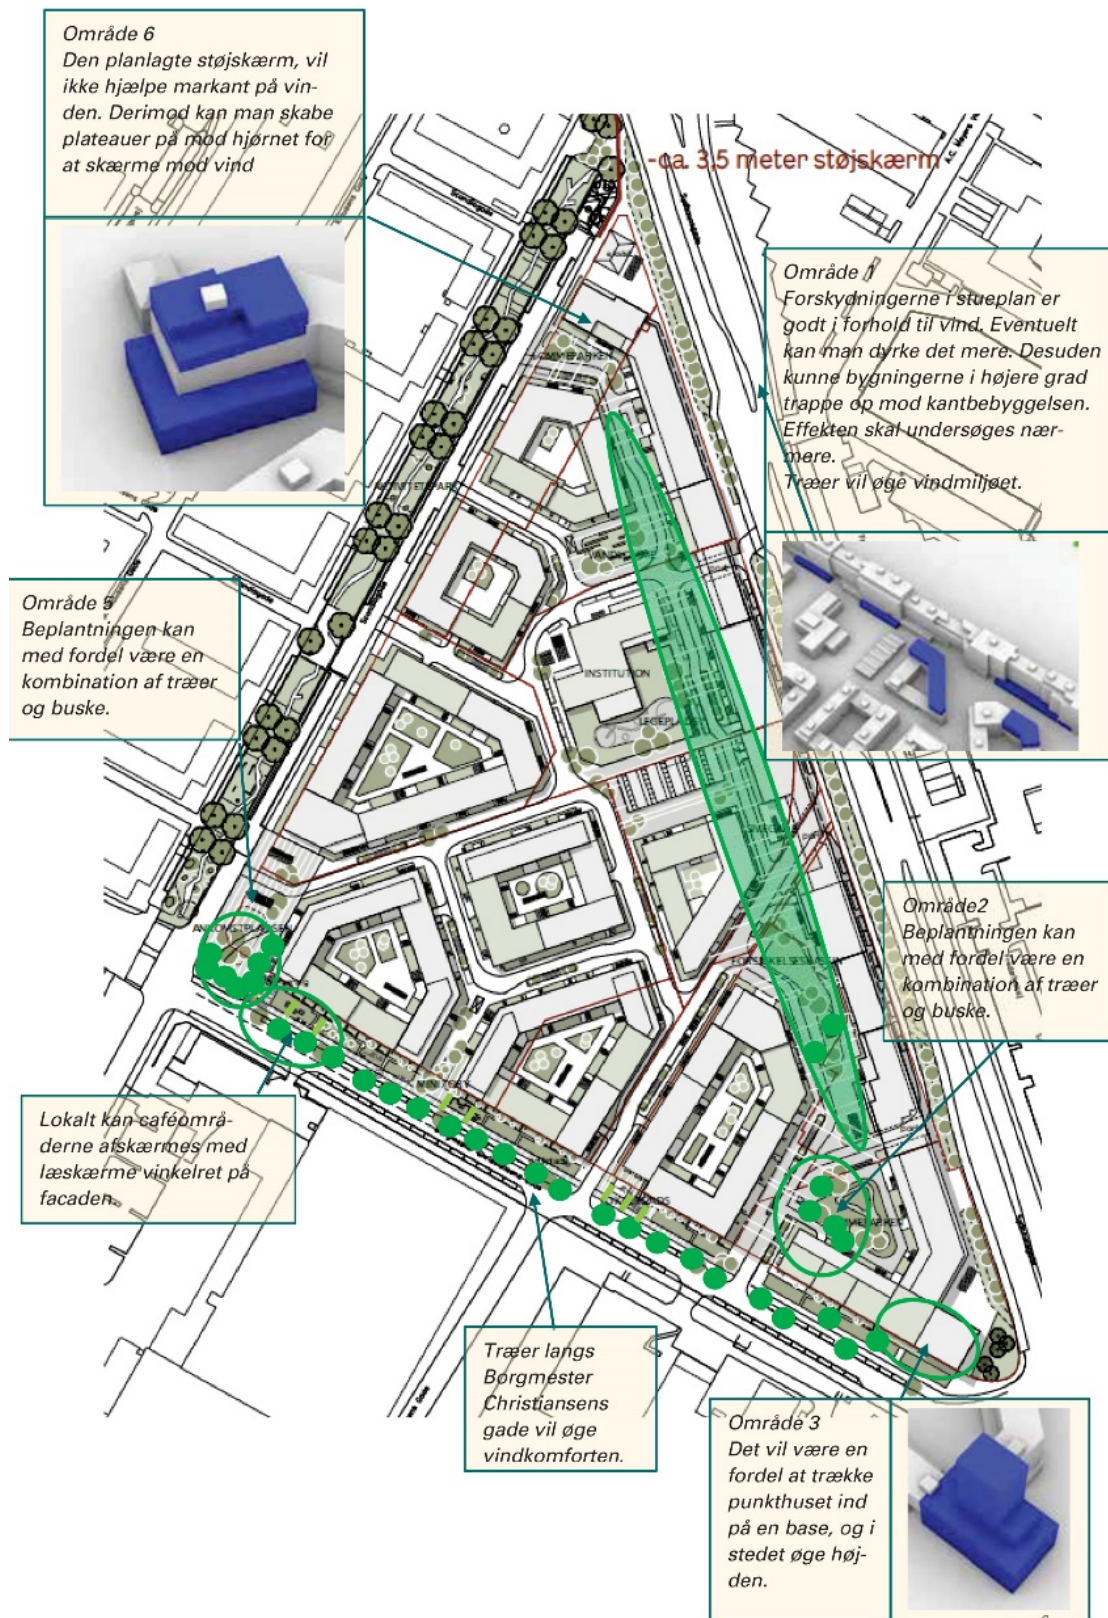 Område 6
Den planlagte støjskærm, vil
ikke hjælpe markant på vin-
den. Derimod kan man skabe
plateauer på mod hjørnet for
at skærme mod vind
-ca. 3,5 meter støjskærm
Område 1
Forskydningerne i stueplan er
godt i forhold til vind. Eventuelt
kan man dyrke det mere. Desuden
kunne bygningerne i højere grad
trappe op mod kantbebyggelsen.
Effekten skal undersøges nær-
mere.
Træer vil øge vindmiljøet.
Område 5
Beplantningen kan
med fordel være en
kombination af træer
og buske.
INSTITUTION
LEGEPLADS
Område2
Beplantningen kan
med fordel være en
kombination af træer
og buske.
Lokalt kan caféområ-
derne afskærmes med
læskærme vinkelret på
facaden.
Træer langs
Borgmester
Christiansens
gade vil øge
vindkomforten.
Område 3
Det vil være en
fordel at trække
punkthuset ind
på en base, og i
stedet øge høj-
den.